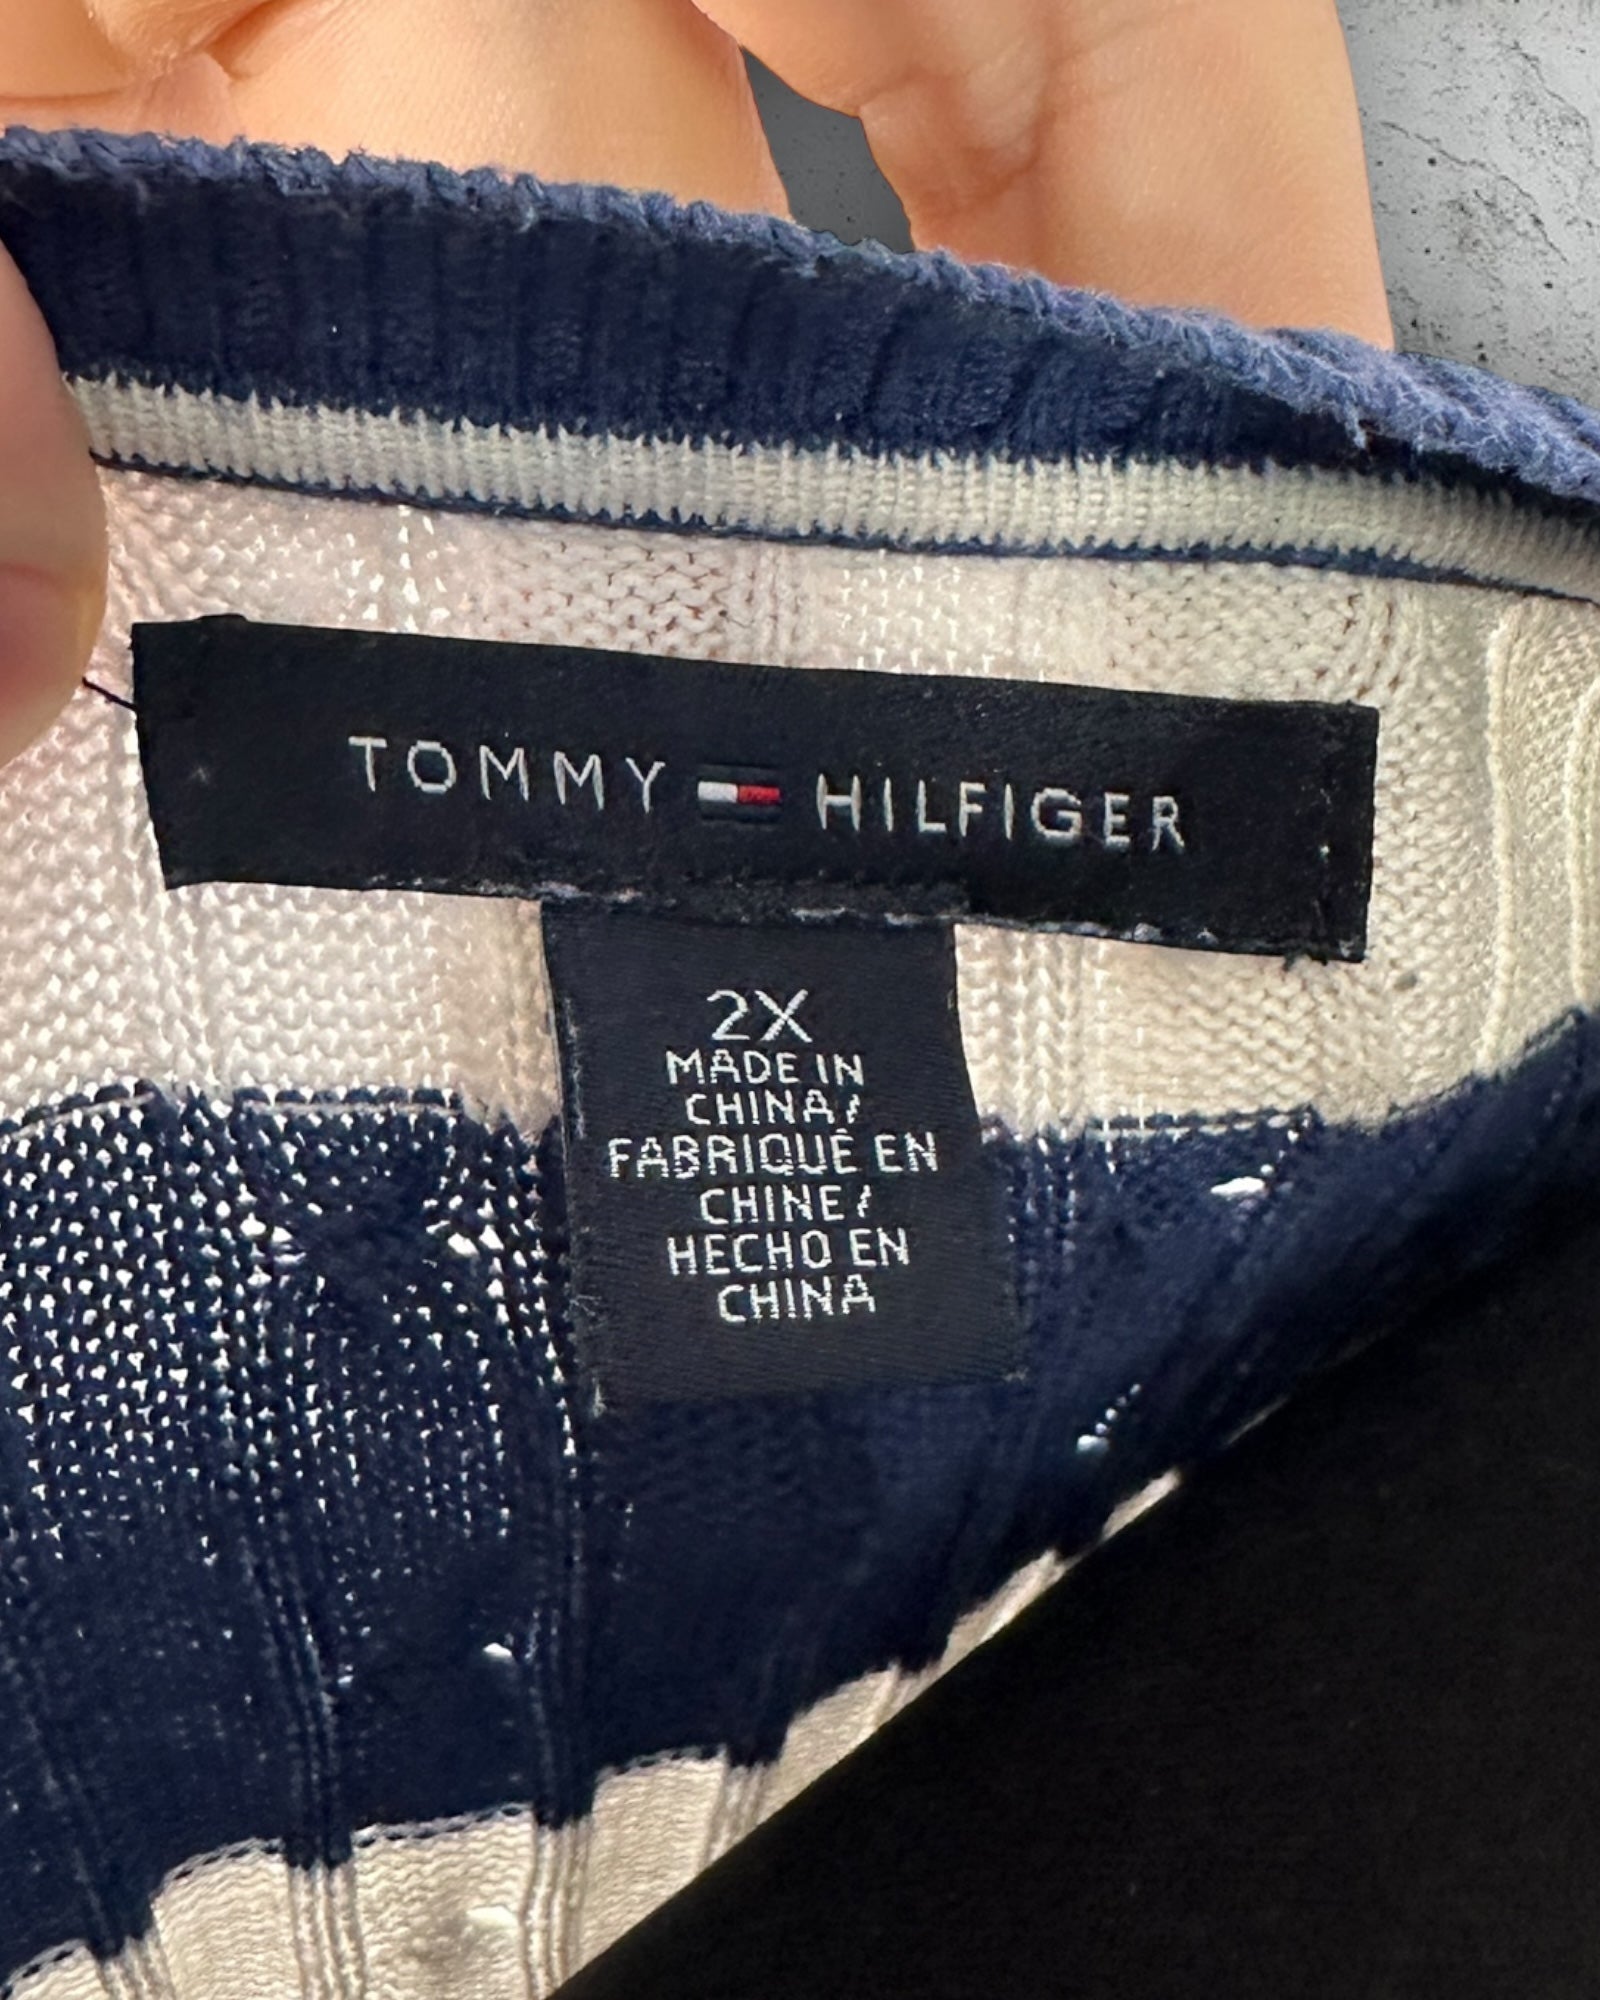 TOMMY HILFIGER
2X
MADE IN
CHINA/
FABRIQUÉ EN
CHINE/
HECHO EN
CHINA